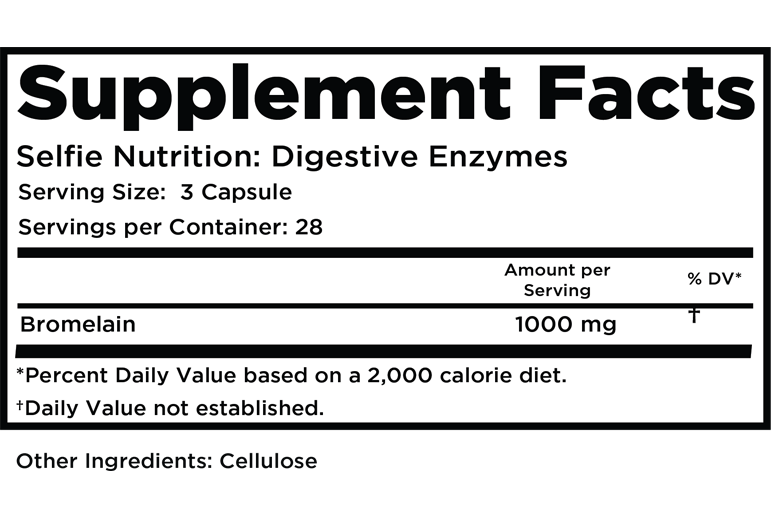 Supplement Facts
Selfie Nutrition: Digestive Enzymes
Serving Size:  3 Capsule
Servings per Container: 28
Amount per
Serving
% DV*
Bromelain 1000 mg †
*Percent Daily Value based on a 2,000 calorie diet.
†Daily Value not established.
Other Ingredients: Cellulose